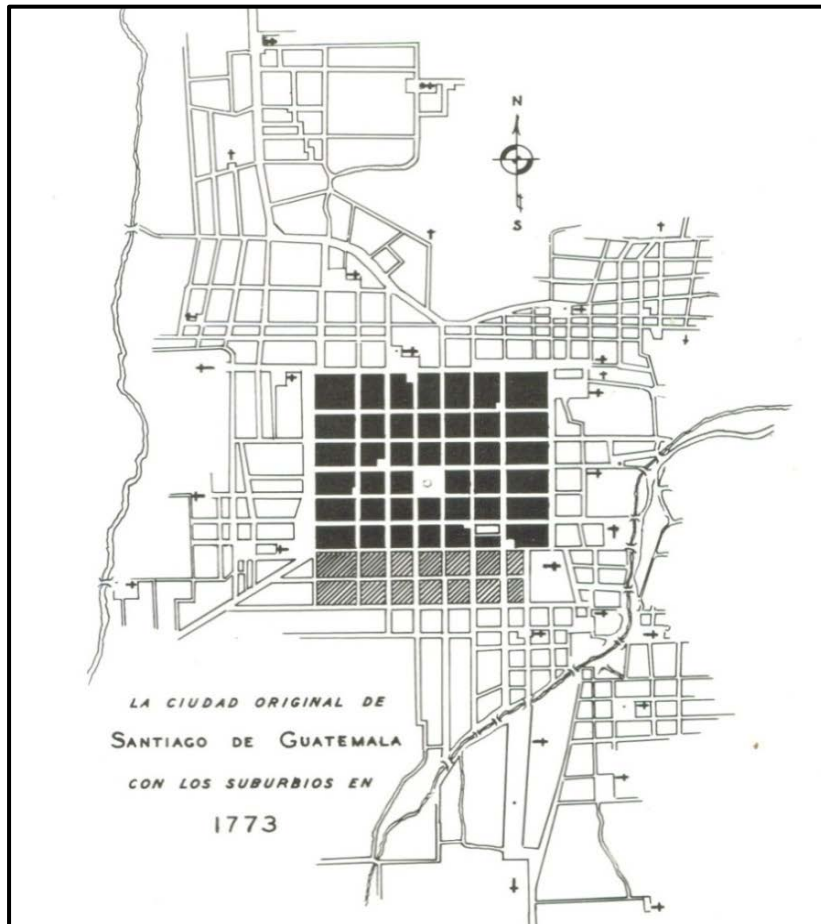 N
S
LA CIUDAD ORIGINAL DE
SANTIAGO DE GUATEMALA
CON LOS SUBURBIOS EN
1773